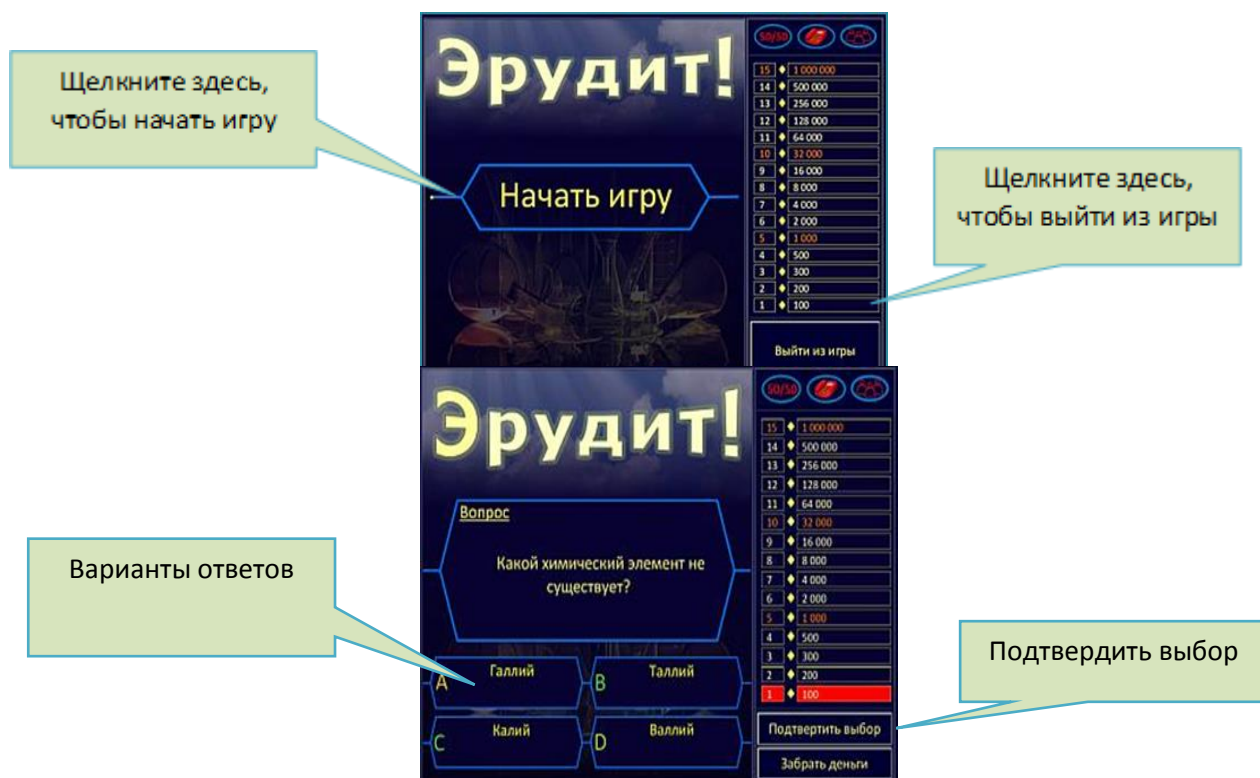 Щелкните здесь,
чтобы начать игру
Эрудит!
50/50
15 ♦ 1 000 000
14 ♦ 500 000
13 ♦ 256 000
12 ♦ 128 000
11 ♦ 64 000
10 ♦ 32 000
9 ♦ 16 000
8 ♦ 8 000
7 ♦ 4 000
6 ♦ 2 000
5 ♦ 1 000
4 ♦ 500
3 ♦ 300
2 ♦ 200
1 ♦ 100
Начать игру
Выйти из игры
Щелкните здесь,
чтобы выйти из игры
Эрудит!
50/50
15 ♦ 1 000 000
14 ♦ 500 000
13 ♦ 256 000
12 ♦ 128 000
11 ♦ 64 000
10 ♦ 32 000
9 ♦ 16 000
8 ♦ 8 000
7 ♦ 4 000
6 ♦ 2 000
5 ♦ 1 000
4 ♦ 500
3 ♦ 300
2 ♦ 200
1 ♦ 100
Вопрос
Какой химический элемент не
существует?
Варианты ответов
A Галлий
B Таллий
C Калий
D Валлий
Подтвертить выбор
Забрать деньги
Подтвердить выбор